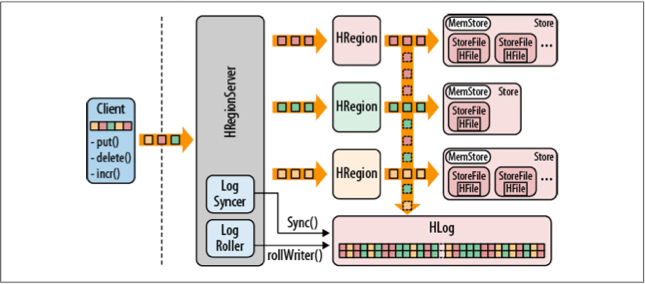 Client
- put()
- delete()
- incr()
HRegionServer
Log
Syncer
Log
Roller
Sync()
rollWriter()
HRegion
MemStore
Store
StoreFile
HFile
StoreFile
HFile
...
HRegion
MemStore
Store
StoreFile
HFile
HRegion
MemStore
Store
StoreFile
HFile
StoreFile
HFile
...
HLog